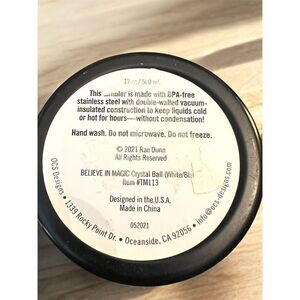 17 oz / 500 mL
This tumbler is made with BPA-free
stainless steel with double-walled vacuum-
insulated construction to keep liquids cold
or hot for hours—without condensation!
Hand wash. Do not microwave. Do not freeze.
© 2021 Rae Dunn
All Rights Reserved
BELIEVE IN MAGIC Crystal Ball (White/Bla
Item #TM113
Designed in the U.S.A.
Made in China
052021
OCS Designs • 1339 Rocky Point Dr. • Oceanside, CA 92056 • info@ocs-designs.com